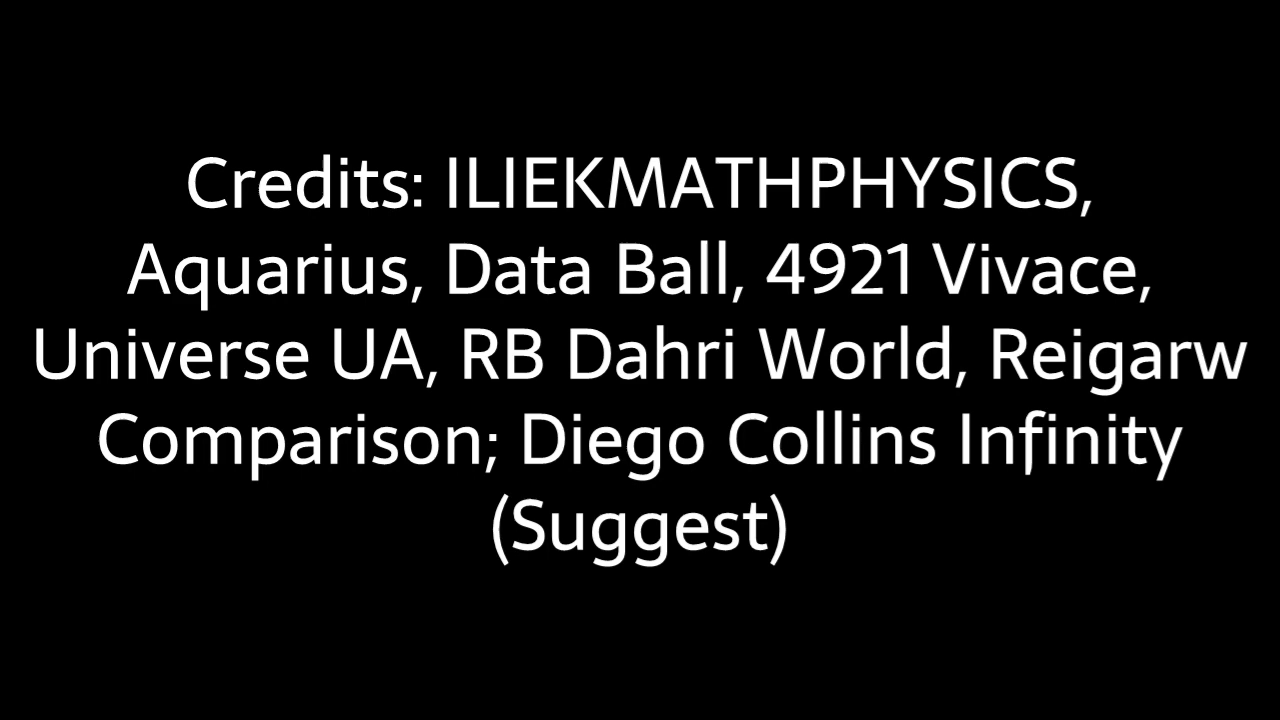 Credits: ILIEKMATHPHYSICS,
Aquarius, Data Ball, 4921 Vivace,
Universe UA, RB Dahri World, Reigarw
Comparison; Diego Collins Infinity
(Suggest)